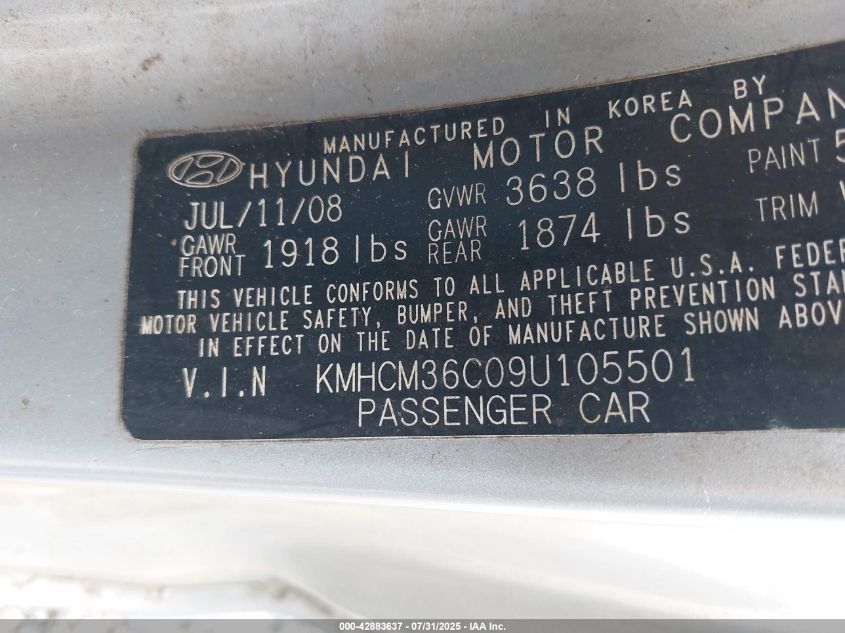 MANUFACTURED IN KOREA BY
HYUNDAI MOTOR COMPAN
JUL/11/08 GVWR 3638 lbs PAINT 5
GAWR FRONT 1918 lbs GAWR REAR 1874 lbs TRIM
THIS VEHICLE CONFORMS TO ALL APPLICABLE U.S.A. FEDER
MOTOR VEHICLE SAFETY, BUMPER, AND THEFT PREVENTION STAN
IN EFFECT ON THE DATE OF MANUFACTURE SHOWN ABOV
V.I.N KMHCM36C09U105501
PASSENGER CAR
000-42883637 - 07/31/2025 - IAA Inc.